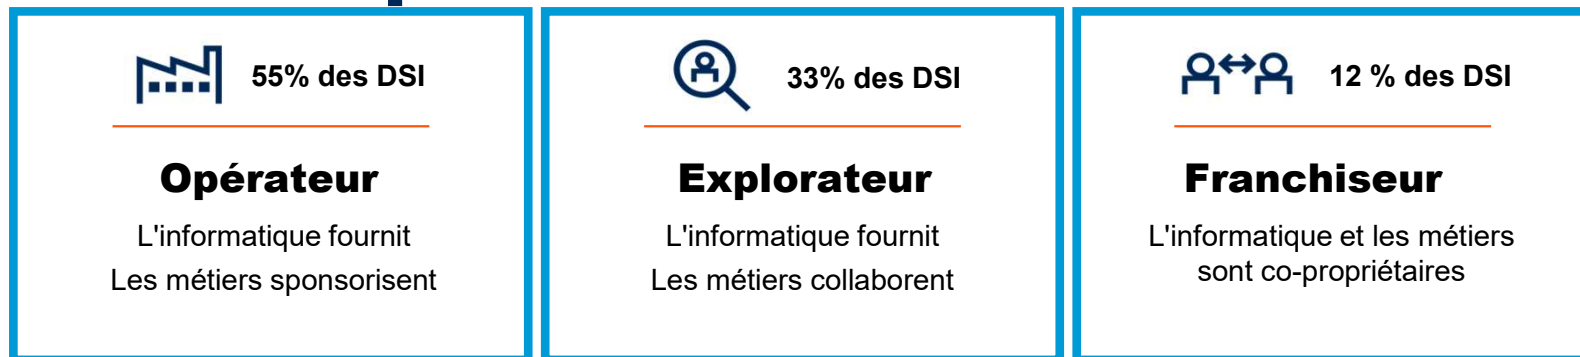 55% des DSI
Opérateur
L'informatique fournit
Les métiers sponsorisent
33% des DSI
Explorateur
L'informatique fournit
Les métiers collaborent
12 % des DSI
Franchiseur
L'informatique et les métiers
sont co-propriétaires